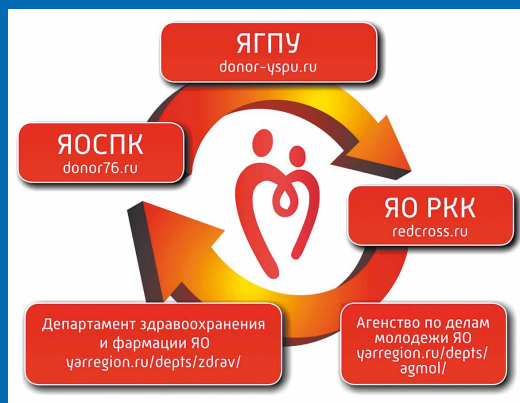 ЯГПУ
donor-yspu.ru
ЯОСПК
donor76.ru
ЯО РКК
redcross.ru
Департамент здравоохранения
и фармации ЯО
yarregion.ru/depts/zdrav/
Агенство по делам
молодежи ЯО
yarregion.ru/depts/
agmol/